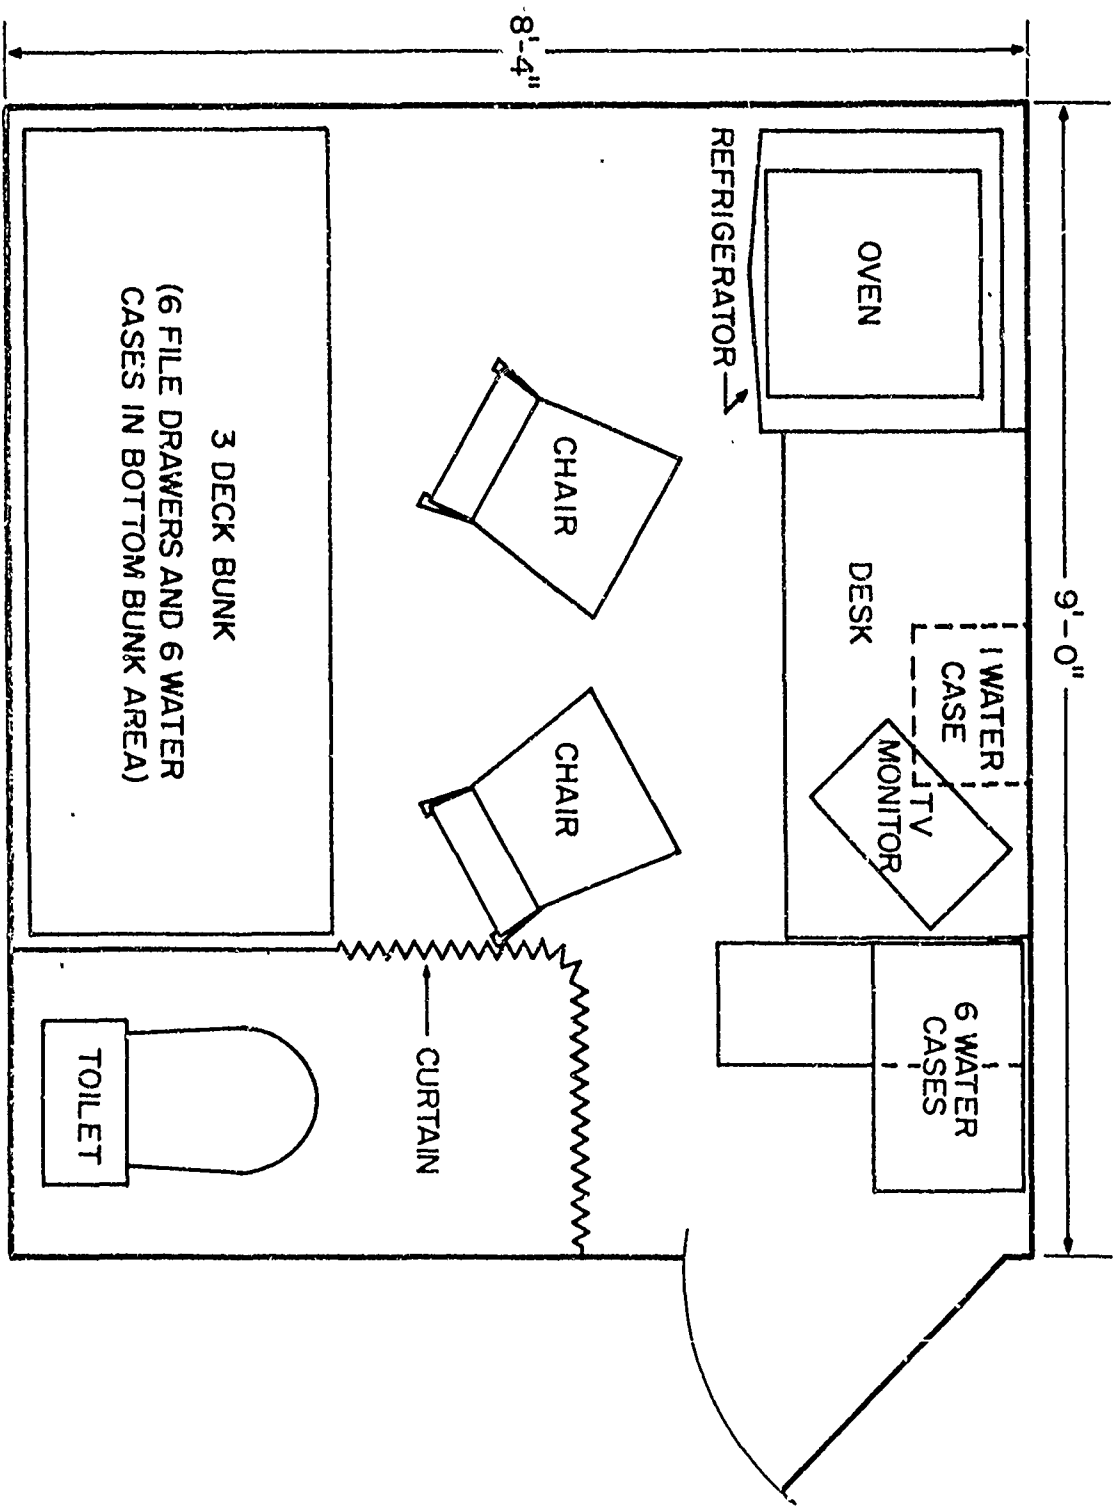 9'-0"
8'-4"
OVEN
REFRIGERATOR
DESK
1 WATER
CASE
TV
MONITOR
6 WATER
CASES
CHAIR
CHAIR
CURTAIN
3 DECK BUNK
(6 FILE DRAWERS AND 6 WATER
CASES IN BOTTOM BUNK AREA)
TOILET